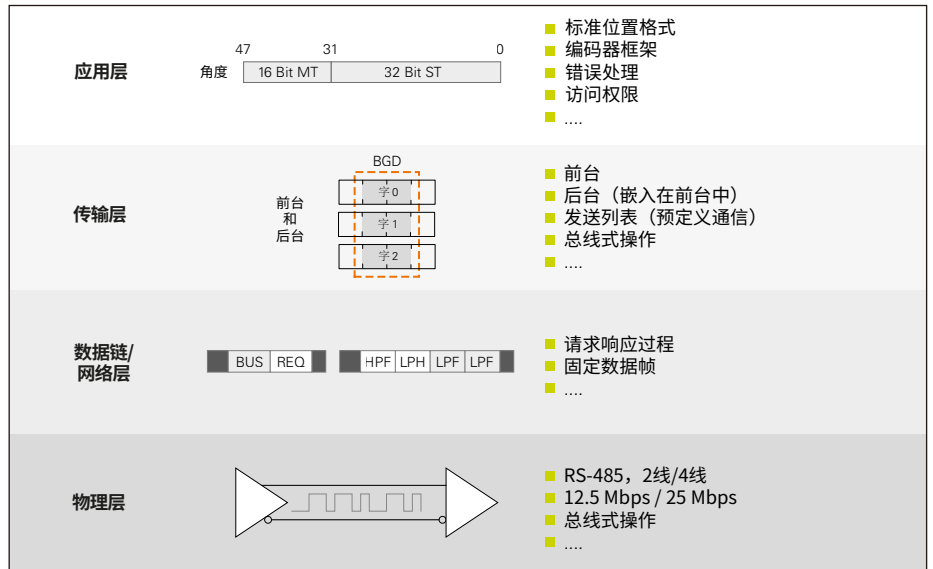 应用层
47 31 0
角度 16 Bit MT 32 Bit ST
标准位置格式
编码器框架
错误处理
访问权限
....
传输层
前台
和
后台
BGD
字0
字1
字2
前台
后台（嵌入在前台中）
发送列表（预定义通信）
总线式操作
....
数据链/
网络层
BUS REQ HPF LPH LPF LPF
请求响应过程
固定数据帧
....
物理层
RS-485，2线/4线
12.5 Mbps / 25 Mbps
总线式操作
....